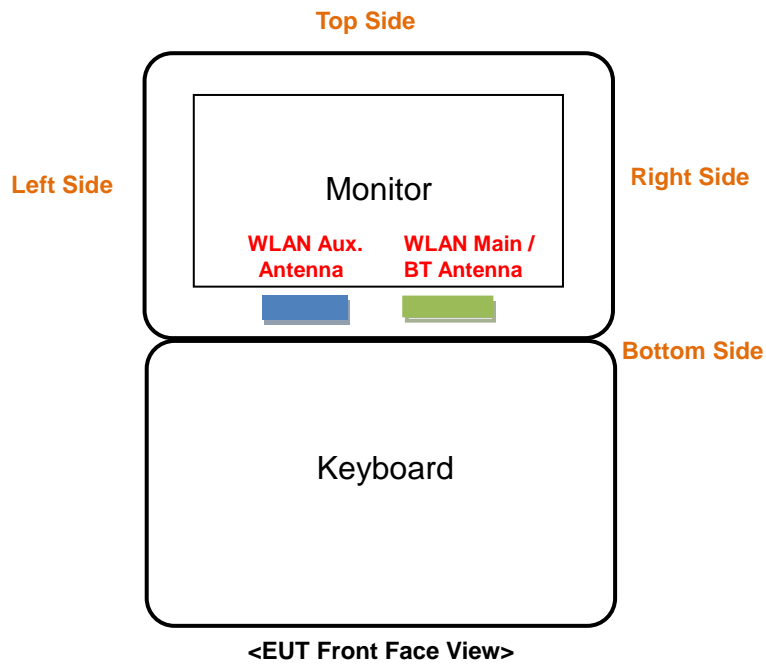 Top Side
Left Side
Right Side
Monitor
WLAN Aux.
Antenna
WLAN Main /
BT Antenna
Bottom Side
Keyboard
<EUT Front Face View>